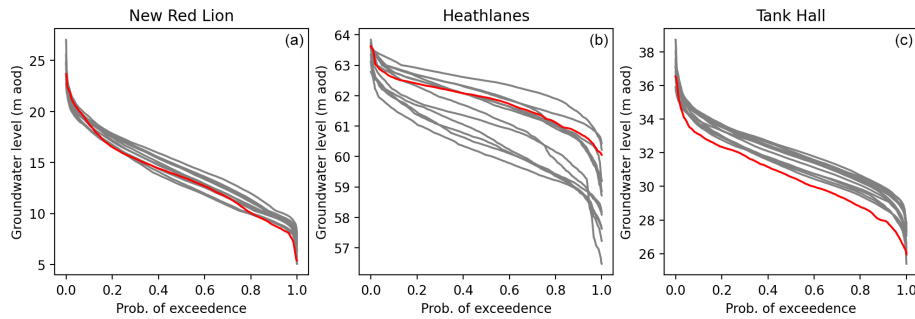 New Red Lion
(a)
Groundwater level (m aod)
25
20
15
10
5
0.0 0.2 0.4 0.6 0.8 1.0
Prob. of exceedence
Heathlanes
(b)
Groundwater level (m aod)
64
63
62
61
60
59
58
57
0.0 0.2 0.4 0.6 0.8 1.0
Prob. of exceedence
Tank Hall
(c)
Groundwater level (m aod)
38
36
34
32
30
28
26
0.0 0.2 0.4 0.6 0.8 1.0
Prob. of exceedence